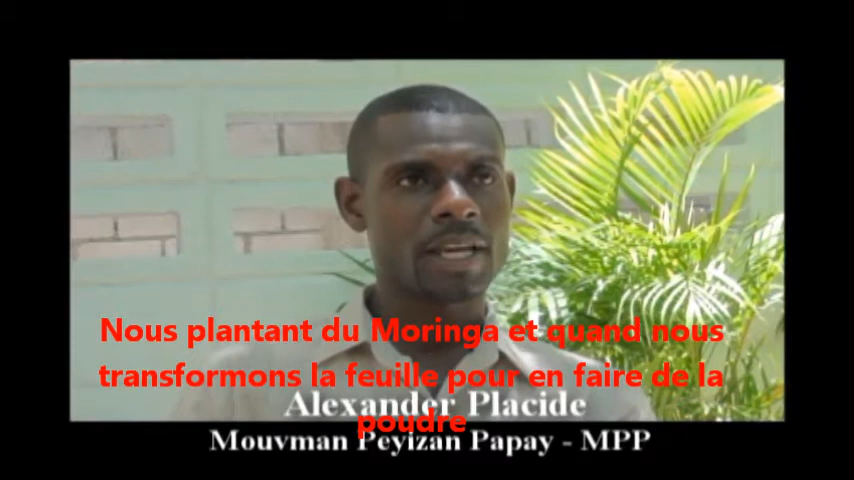 Nous plantant du Moringa et quand nous
transformons la feuille pour en faire de la
poudre
Alexander Placide
Mouvman Peyizan Papay - MPP